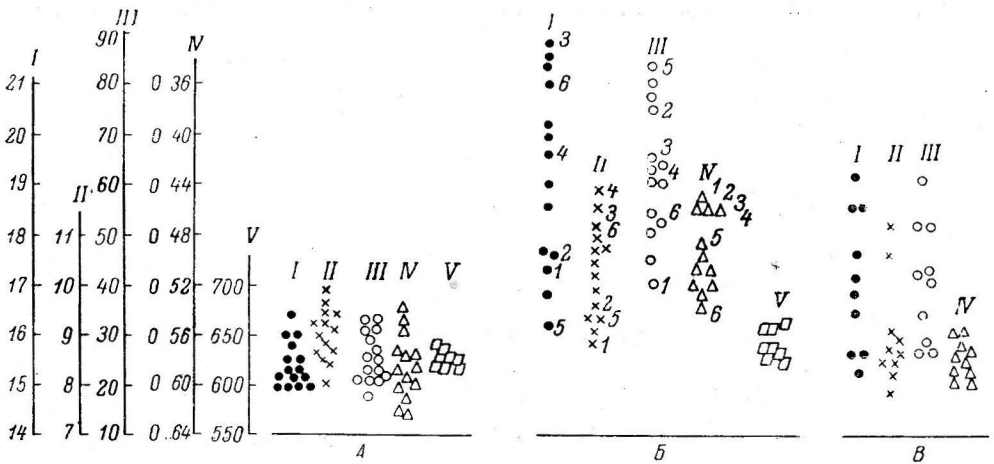 III
I
IV
90
21 80 0 36
20 70 0 40
19 60 0 44
II
18 11 50 0 48
V
17 10 40 0 52 700
16 9 30 0 56 650
15 8 20 0 60 600
14 7 10 0 .64 550
I II III IV V
А
I
3
6
4
2
1
5
II
4
3
6
2
5
1
III
5
2
3
4
6
1
IV
1 2 3 4
5
6
V
Б
I II III
IV
В